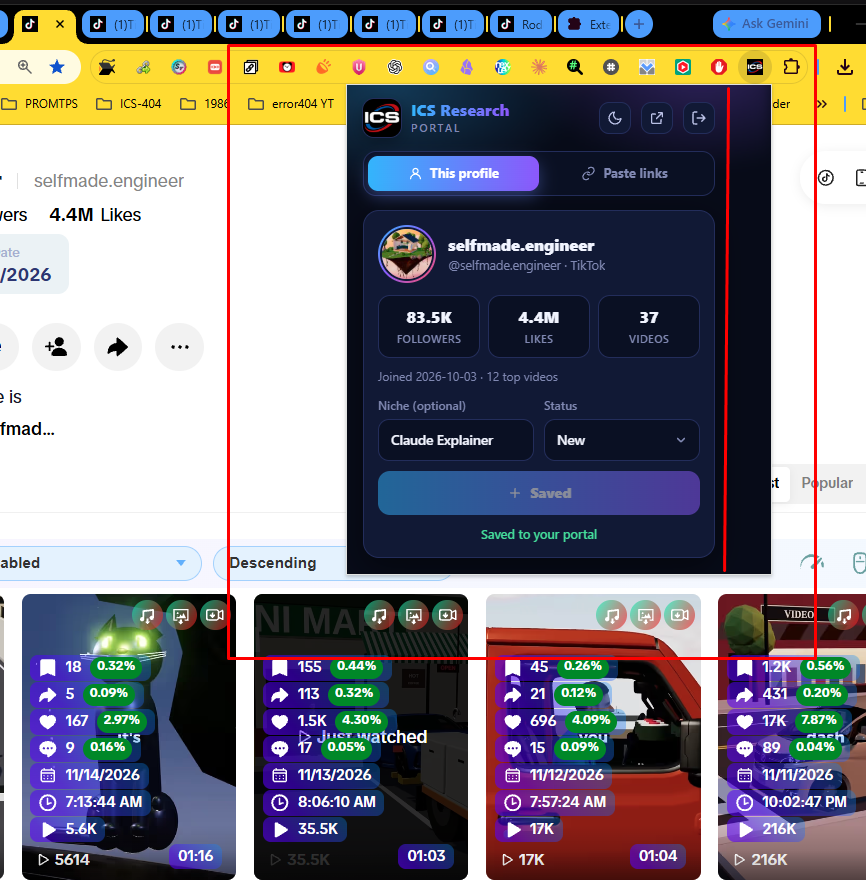 (1)T
(1)T
(1)T
(1)T
(1)T
(1)T
Rod
Exte
Ask Gemini
PROMTPS
ICS-404
1986
error404 YT
der
ICS
ICS Research
PORTAL
This profile
Paste links
selfmade.engineer
wers
4.4M Likes
ate
/2026
e is
fmad...
selfmade.engineer
@selfmade.engineer · TikTok
83.5K
FOLLOWERS
4.4M
LIKES
37
VIDEOS
Joined 2026-10-03 · 12 top videos
Niche (optional)
Status
Claude Explainer
New
+ Saved
Saved to your portal
st
Popular
abled
Descending
18 0.32%
5 0.09%
167 2.97%
it's
9 0.16%
11/14/2026
7:13:44 AM
5.6K
5614
01:16
NI MAR
155 0.44%
113 0.32%
1.5K 4.30%
Just watched
17 0.05%
11/13/2026
8:06:10 AM
35.5K
35.5K
01:03
45 0.26%
21 0.12%
696 4.09%
you
15 0.09%
11/12/2026
7:57:24 AM
17K
17K
01:04
VIDEO
1.2K 0.56%
431 0.20%
17K 7.87%
dash
89 0.04%
11/11/2026
10:02:47 PM
216K
216K